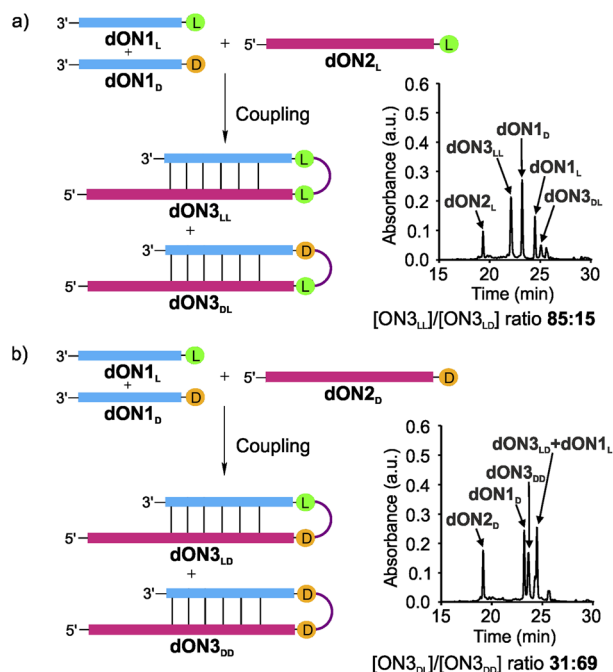 a)
3'- L
dON1L
+
3'- D
dON1D
+
5'- L
dON2L
Coupling
3'- L
5'- L
dON3LL
+
3'- D
5'- L
dON3DL
Absorbance (a.u.)
0.6
0.5
0.4
0.3
0.2
0.1
0.0
dON1D
dON3LL
dON1L
dON2L
dON3DL
15 20 25 30
Time (min)
[ON3LL]/[ON3LD] ratio 85:15
b)
3'- L
dON1L
+
3'- D
dON1D
+
5'- D
dON2D
Coupling
3'- L
5'- D
dON3LD
+
3'- D
5'- D
dON3DD
Absorbance (a.u.)
0.6
0.5
0.4
0.3
0.2
0.1
0.0
dON3LD+dON1L
dON3DD
dON1D
dON2D
15 20 25 30
Time (min)
[ON3DL]/[ON3DD] ratio 31:69